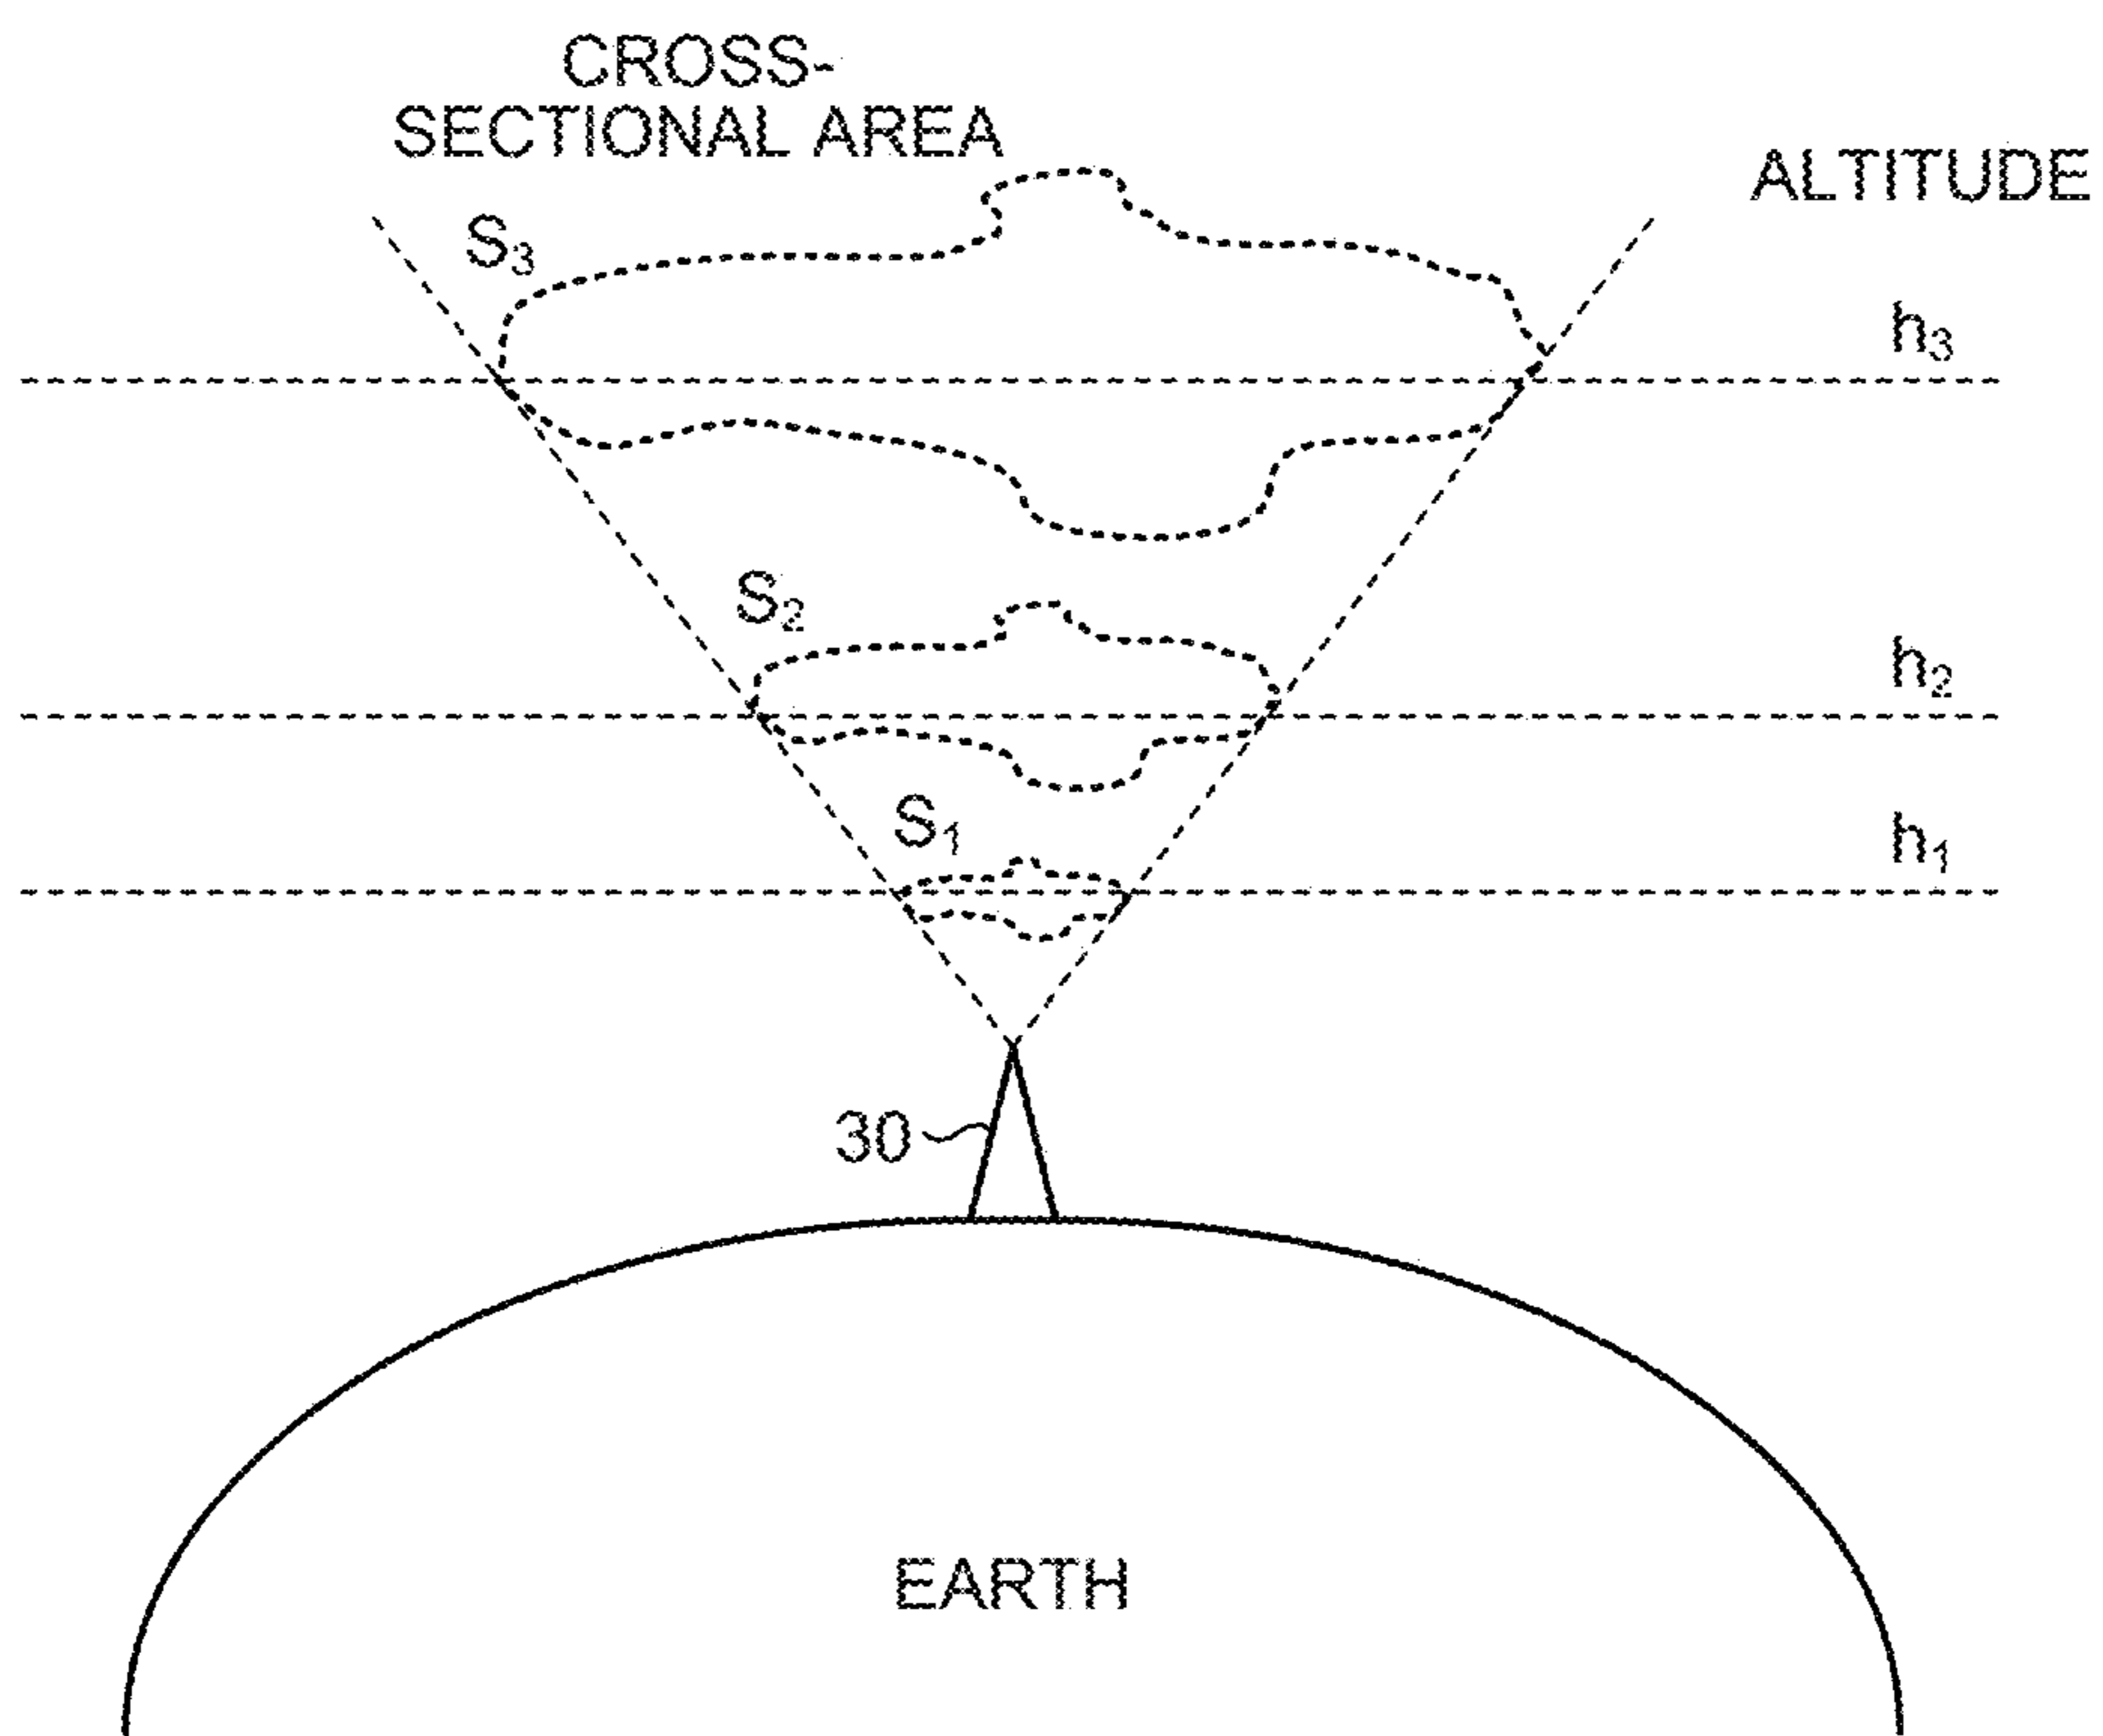 CROSS-
SECTIONAL AREA
ALTITUDE
S₃
h₃
S₂
h₂
S₁
h₁
30
EARTH